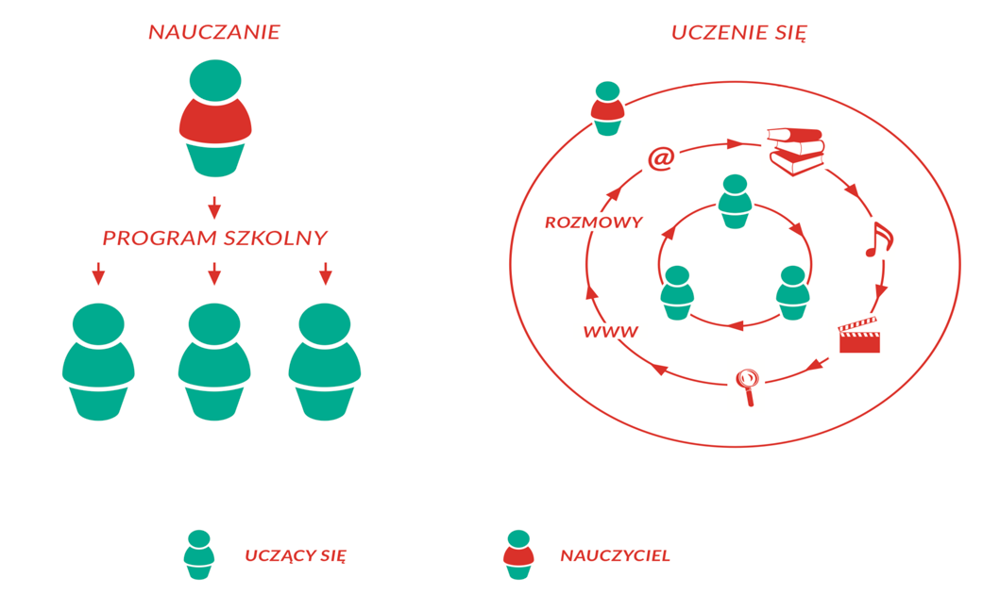 NAUCZANIE
PROGRAM SZKOLNY
UCZENIE SIĘ
@
ROZMOWY
WWW
UCZĄCY SIĘ
NAUCZYCIEL